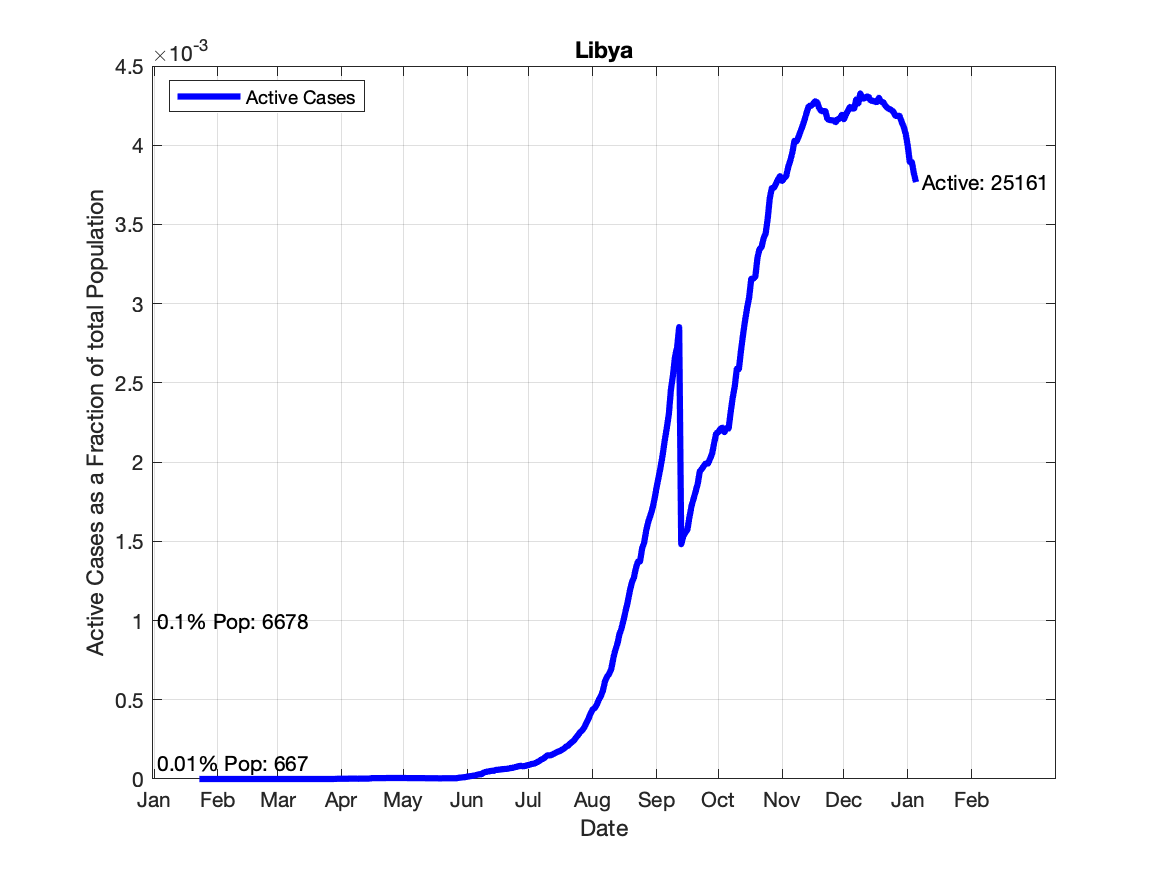 Libya
×10-3
4.5
4
3.5
3
2.5
2
1.5
1
0.5
0
Active Cases as a Fraction of total Population
Active Cases
Active: 25161
0.1% Pop: 6678
0.01% Pop: 667
Jan Feb Mar Apr May Jun Jul Aug Sep Oct Nov Dec Jan Feb
Date